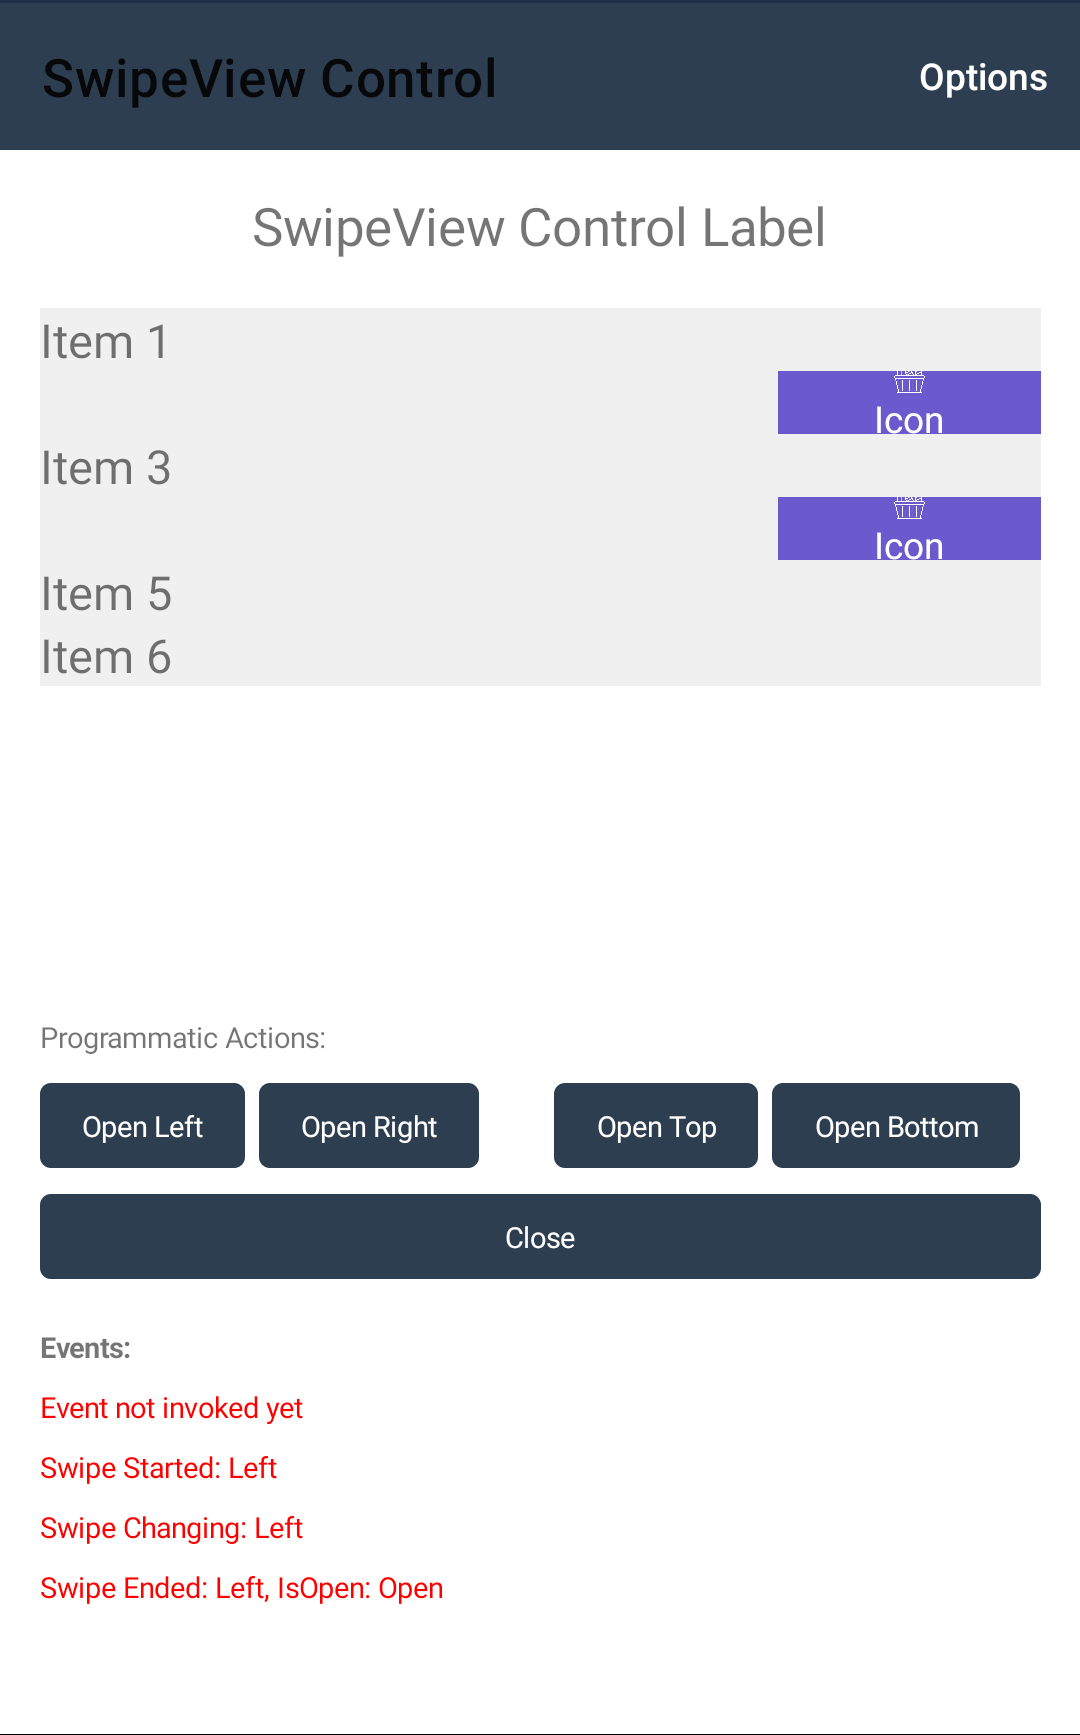 SwipeView Control
Options
SwipeView Control Label
Item 1
Icon
Item 3
Icon
Item 5
Item 6
Programmatic Actions:
Open Left
Open Right
Open Top
Open Bottom
Close
Events:
Event not invoked yet
Swipe Started: Left
Swipe Changing: Left
Swipe Ended: Left, IsOpen: Open